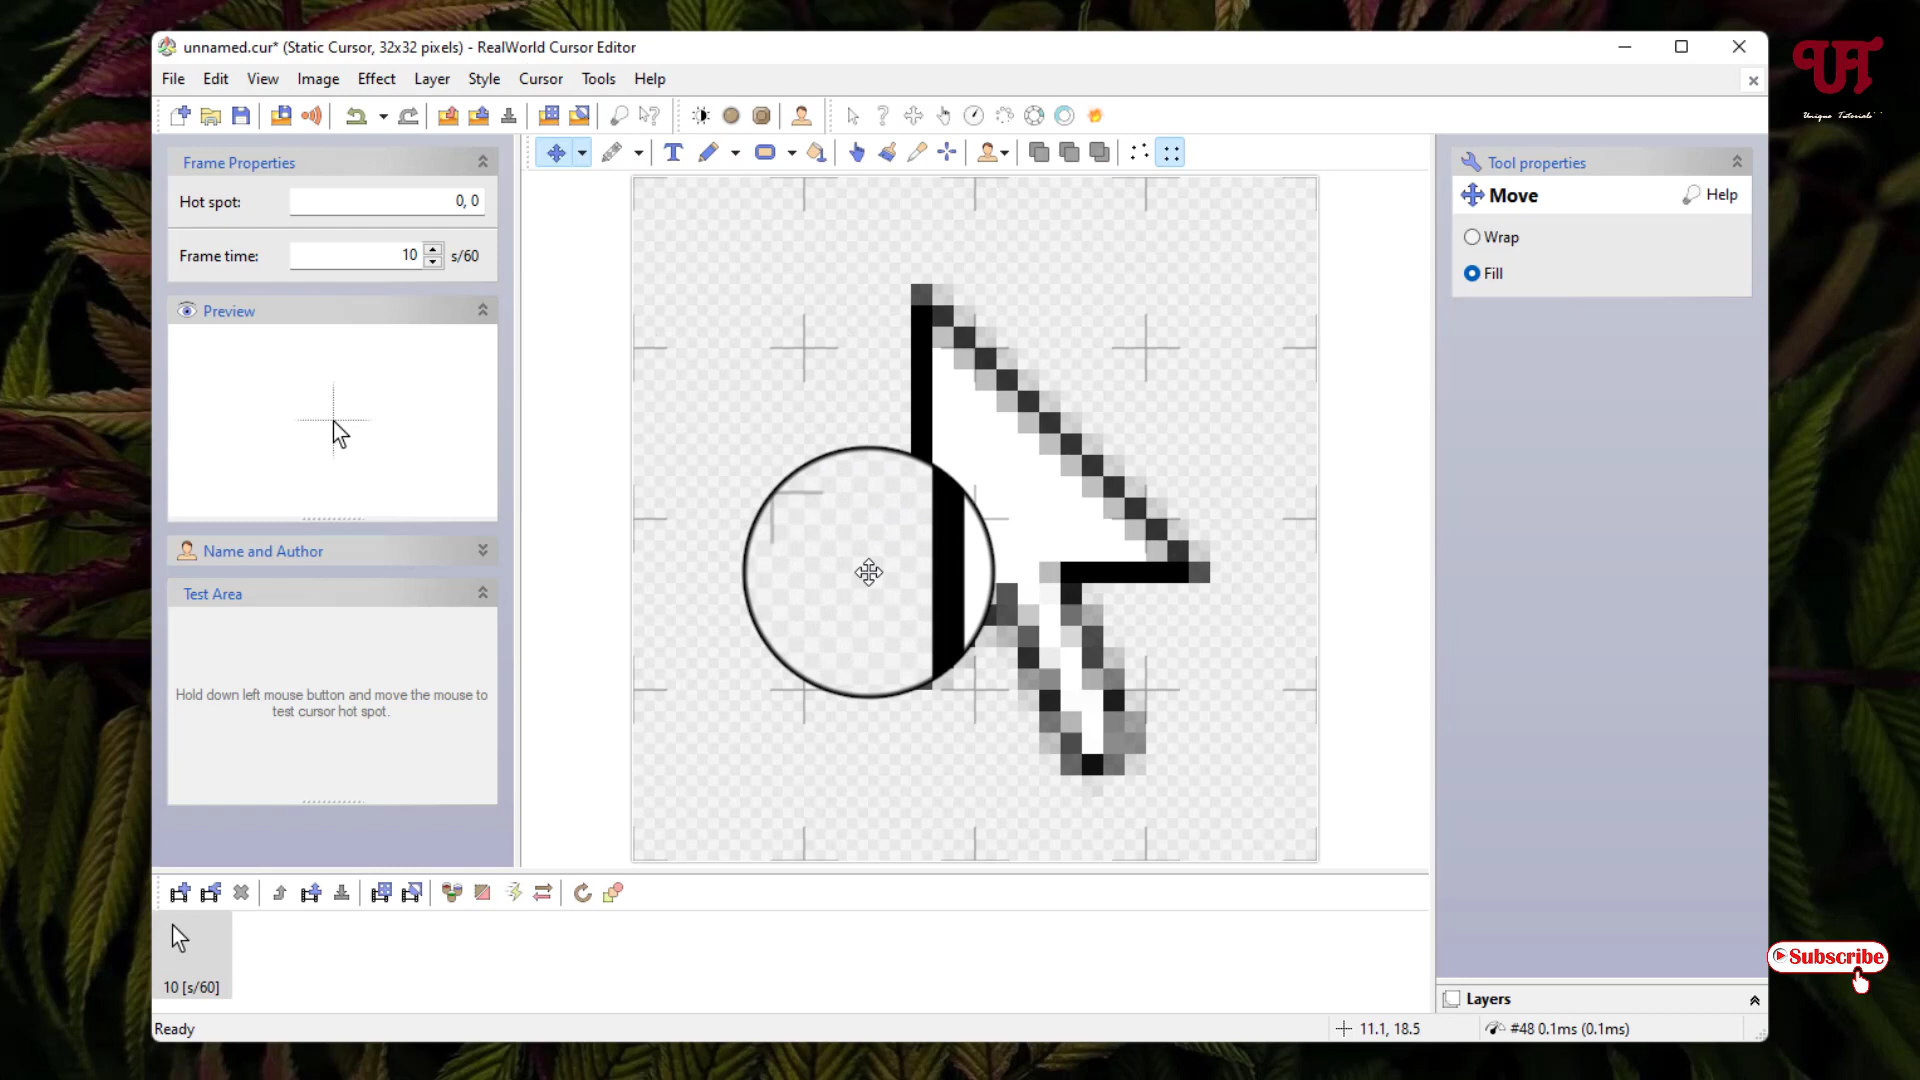 unnamed.cur* (Static Cursor, 32x32 pixels) - RealWorld Cursor Editor
UT
Unique Tutorials
File Edit View Image Effect Layer Style Cursor Tools Help
Frame Properties
Hot spot: 0, 0
Frame time: 10 s/60
Preview
Name and Author
Test Area
Hold down left mouse button and move the mouse to
test cursor hot spot.
Tool properties
Move Help
Wrap
Fill
10 [s/60]
Subscribe
Layers
Ready 11.1, 18.5 #48 0.1ms (0.1ms)